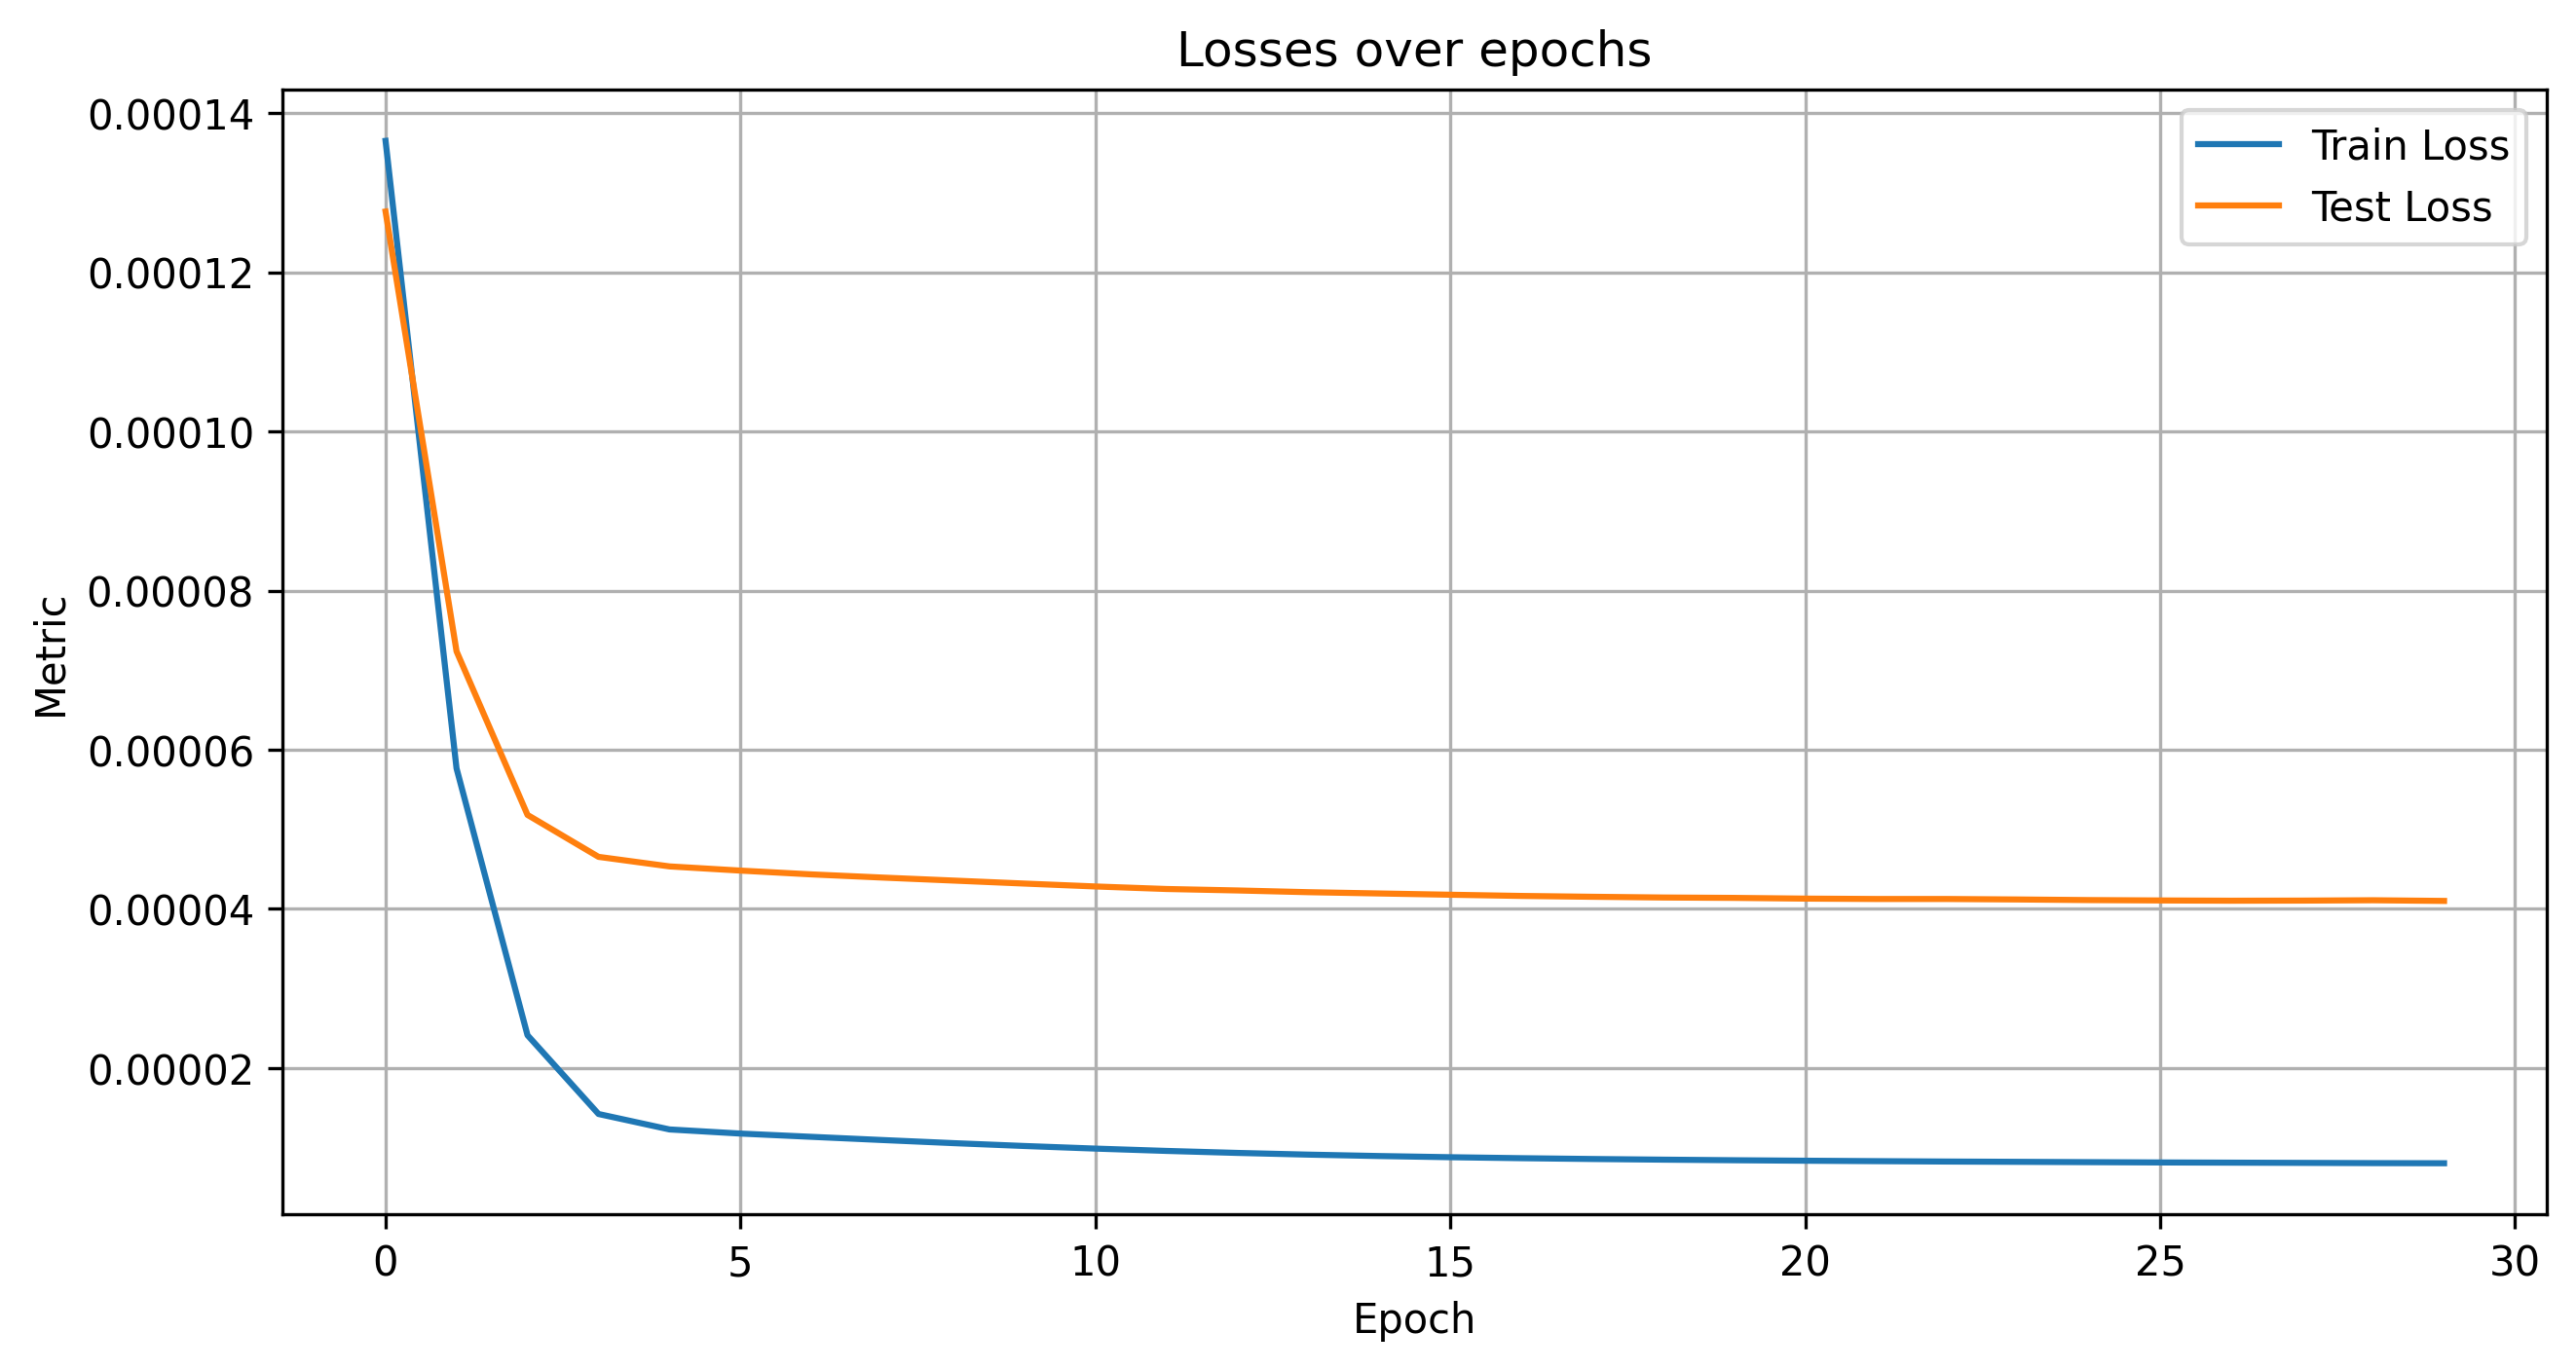 Losses over epochs
0.00014
0.00012
0.00010
0.00008
0.00006
0.00004
0.00002
Metric
0 5 10 15 20 25 30
Epoch
Train Loss
Test Loss